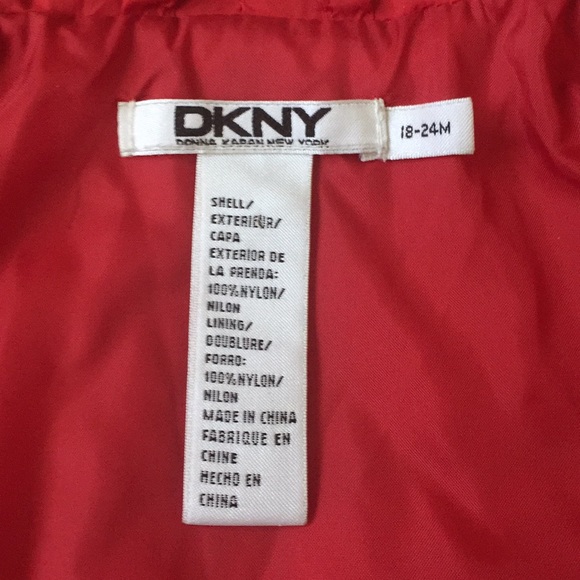 DKNY
DONNA KARAN NEW YORK
18-24M
SHELL/
EXTERIEUR/
CAPA
EXTERIOR DE
LA PRENDA:
100%NYLON/
NILON
LINING/
DOUBLURE/
FORRO:
100%NYLON/
NILON
MADE IN CHINA
FABRIQUE EN
CHINE
HECHO EN
CHINA